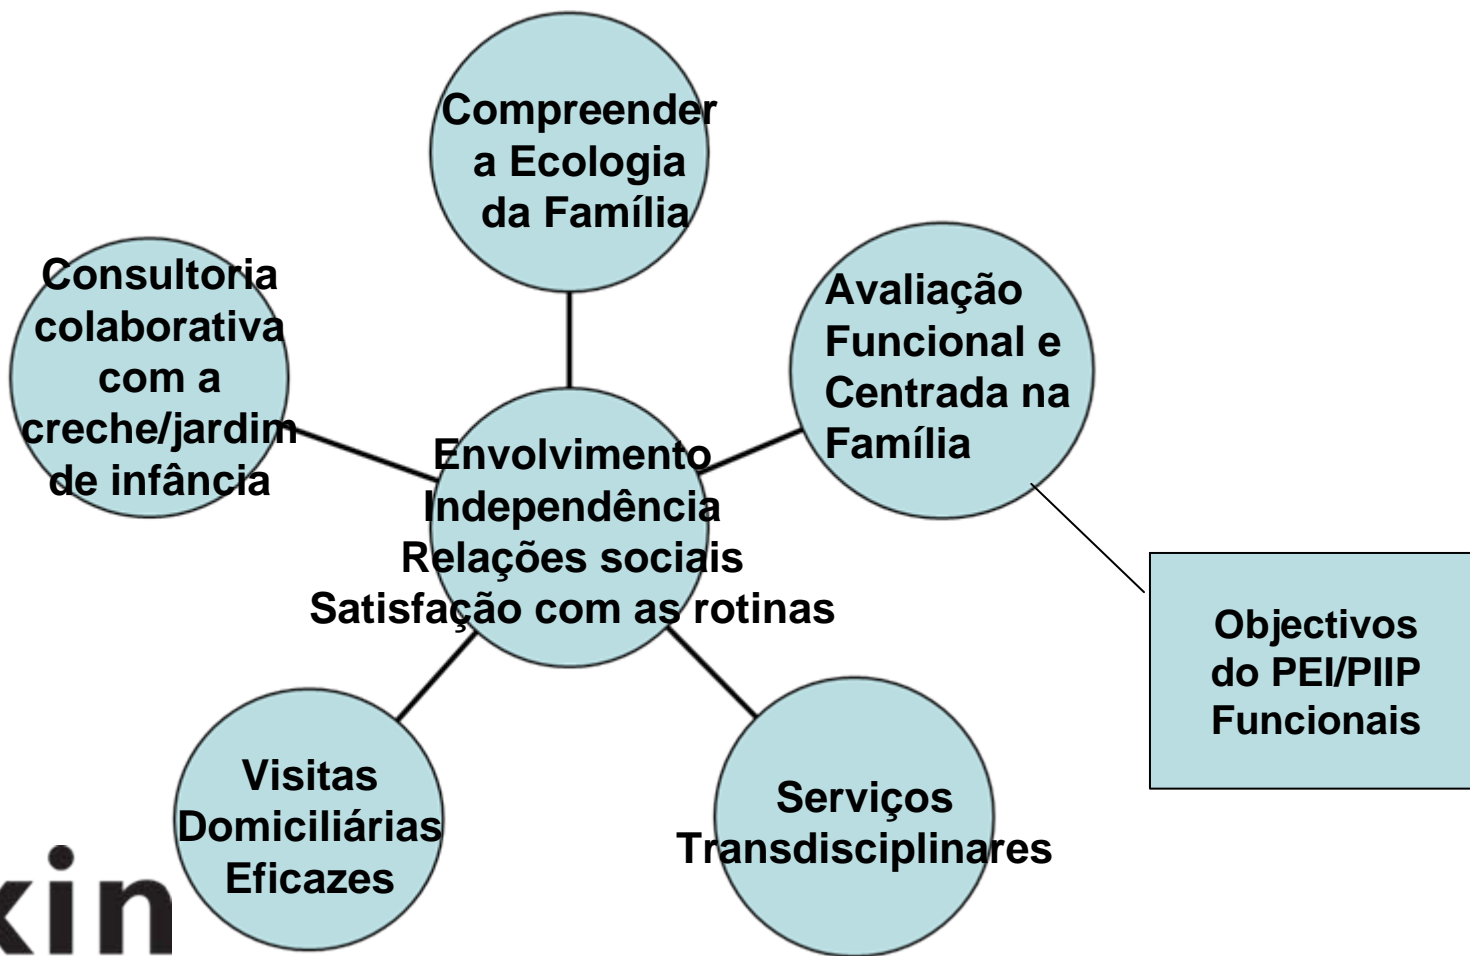 Compreender
a Ecologia
da Família
Consultoria
colaborativa
com a
creche/jardim
de infância
Avaliação
Funcional e
Centrada na
Família
Envolvimento
Independência
Relações sociais
Satisfação com as rotinas
Objectivos
do PEI/PIIP
Funcionais
Visitas
Domiciliárias
Eficazes
Serviços
Transdisciplinares
kin